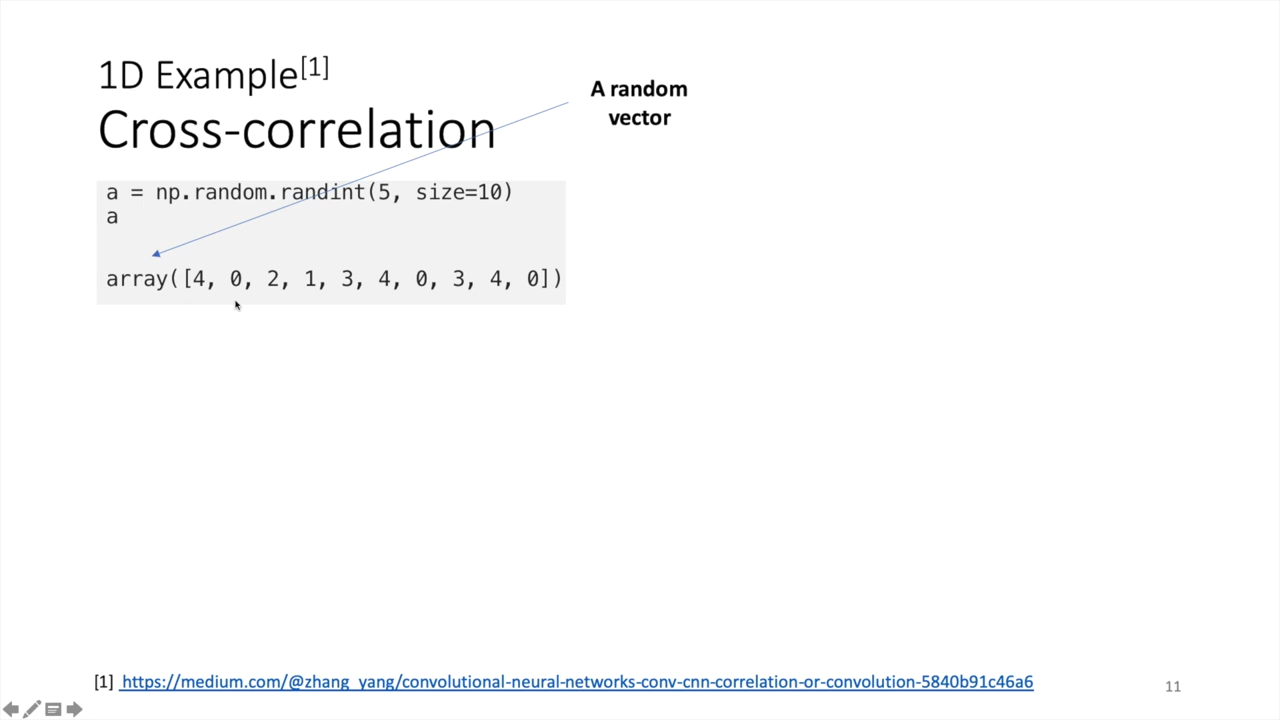 1D Example[1]
Cross-correlation
A random
vector
a = np.random.randint(5, size=10)
a
array([4, 0, 2, 1, 3, 4, 0, 3, 4, 0])
[1] https://medium.com/@zhang_yang/convolutional-neural-networks-conv-cnn-correlation-or-convolution-5840b91c46a6
11